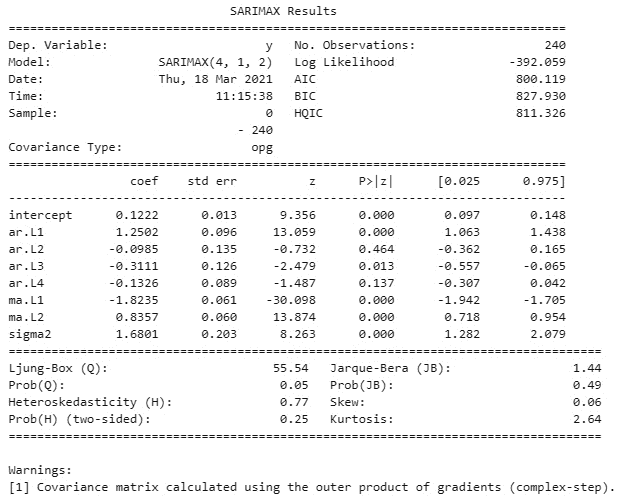 SARIMAX Results
==============================================================================
Dep. Variable:                      y   No. Observations:                  240
Model:               SARIMAX(4, 1, 2)   Log Likelihood                -392.059
Date:                Thu, 18 Mar 2021   AIC                            800.119
Time:                        11:15:38   BIC                            827.930
Sample:                             0   HQIC                           811.326
- 240
Covariance Type:                  opg
==============================================================================
coef    std err          z      P>|z|      [0.025      0.975]
------------------------------------------------------------------------------
intercept      0.1222      0.013      9.356      0.000       0.097       0.148
ar.L1          1.2502      0.096     13.059      0.000       1.063       1.438
ar.L2         -0.0985      0.135     -0.732      0.464      -0.362       0.165
ar.L3         -0.3111      0.126     -2.479      0.013      -0.557      -0.065
ar.L4         -0.1326      0.089     -1.487      0.137      -0.307       0.042
ma.L1         -1.8235      0.061    -30.098      0.000      -1.942      -1.705
ma.L2          0.8357      0.060     13.874      0.000       0.718       0.954
sigma2         1.6801      0.203      8.263      0.000       1.282       2.079
===================================================================================
Ljung-Box (Q):                       55.54   Jarque-Bera (JB):                 1.44
Prob(Q):                              0.05   Prob(JB):                         0.49
Heteroskedasticity (H):               0.77   Skew:                             0.06
Prob(H) (two-sided):                  0.25   Kurtosis:                         2.64
===================================================================================
Warnings:
[1] Covariance matrix calculated using the outer product of gradients (complex-step).